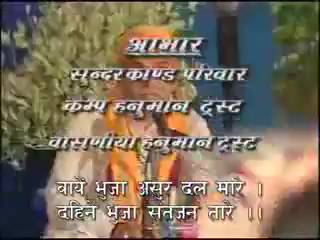 आभार
सुन्दरकाण्ड परिवार
केम्प हनुमान ट्रस्ट
वासणीया हनुमान ट्रस्ट
वायें भुजा असुर दल मारे ।
दहिने भुजा सतजन तारे ।।